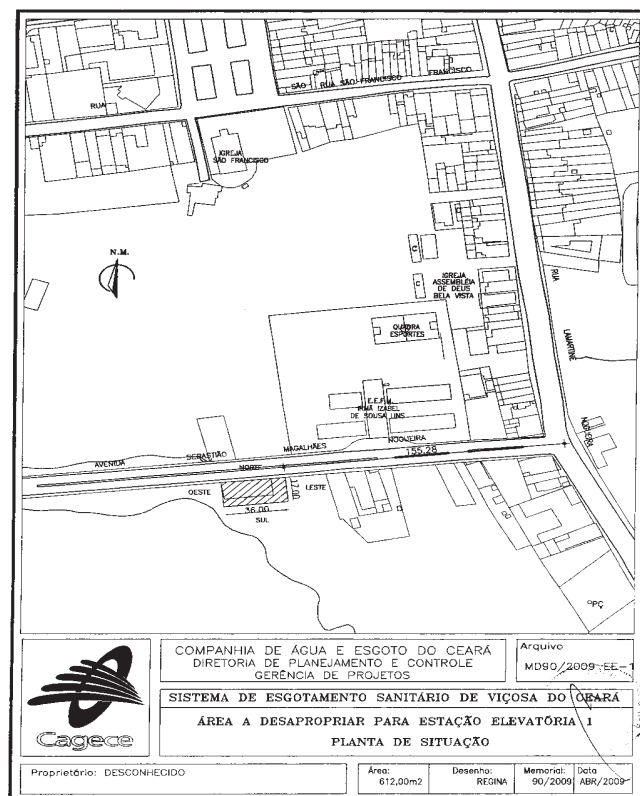 SÃO
RUA SÃO FRANCISCO
FRANCISCO
RUA
IGREJA
SÃO FRANCISCO
N.M.
C
C
IGREJA
ASSEMBLÉIA
DE DEUS
BELA VISTA
RUA
LAMARTINE
NOGUEIRA
QUADRA
ESPORTES
E.E.F.M.
IRMÃ IZABEL
DE SOUSA LINS
AVENIDA
SEBASTIÃO
MAGALHÃES
NOGUEIRA
155.28
NORTE
OESTE
LESTE
17.00
36.00
SUL
PÇ
Cagece
COMPANHIA DE ÁGUA E ESGOTO DO CEARÁ
DIRETORIA DE PLANEJAMENTO E CONTROLE
GERÊNCIA DE PROJETOS
Arquivo
MD90/2009-EE-1
SISTEMA DE ESGOTAMENTO SANITÁRIO DE VIÇOSA DO CEARÁ
ÁREA A DESAPROPRIAR PARA ESTAÇÃO ELEVATÓRIA 1
PLANTA DE SITUAÇÃO
Proprietário: DESCONHECIDO
Área:
612,00m2
Desenho:
REGINA
Memorial:
90/2009
Data
ABR/2009